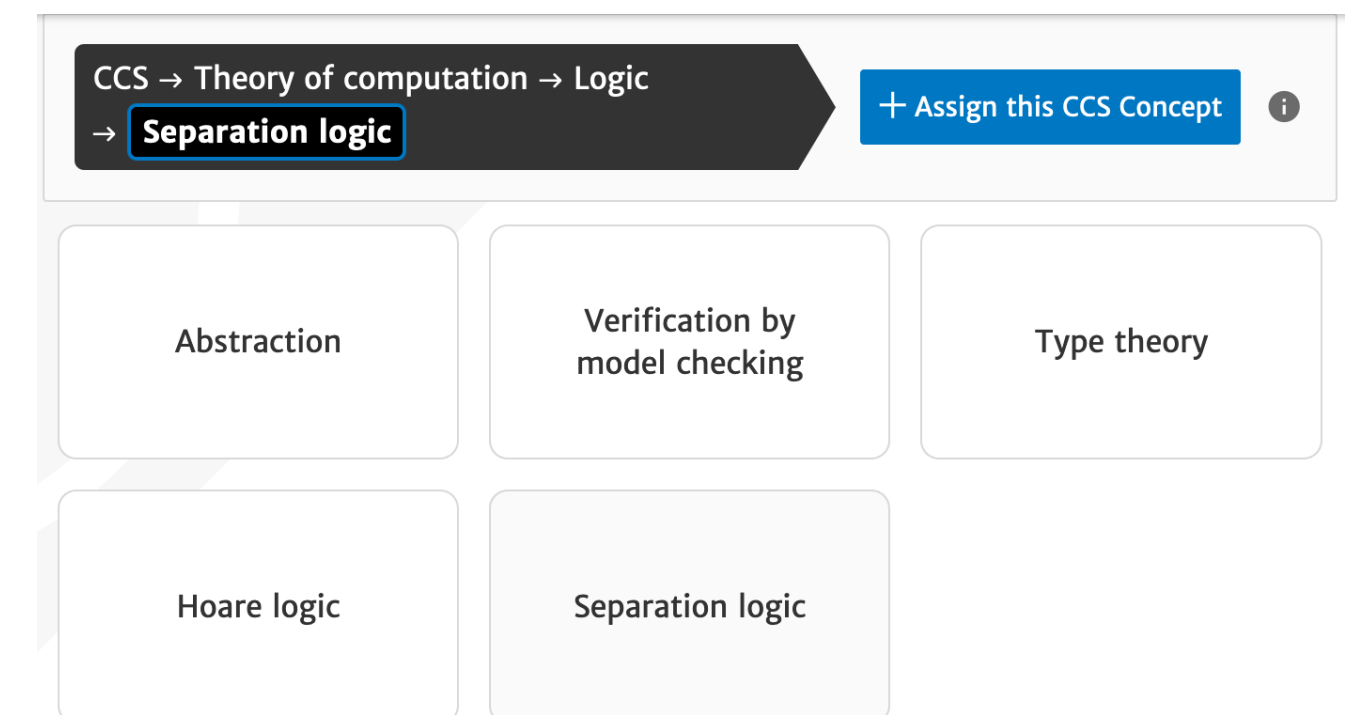 CCS → Theory of computation → Logic
→ Separation logic
+ Assign this CCS Concept
i
Abstraction
Verification by
model checking
Type theory
Hoare logic
Separation logic